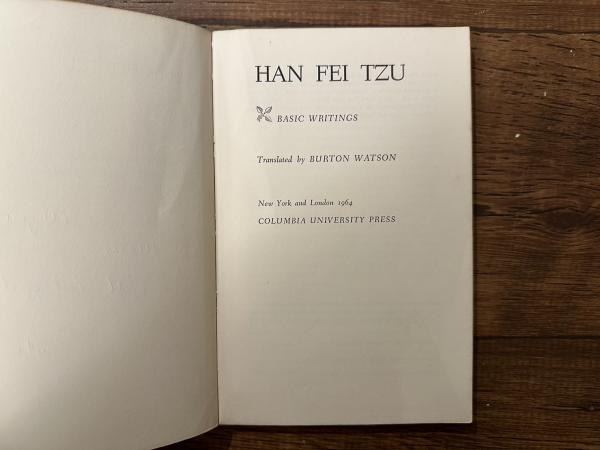 HAN FEI TZU
BASIC WRITINGS
Translated by BURTON WATSON
New York and London 1964
COLUMBIA UNIVERSITY PRESS